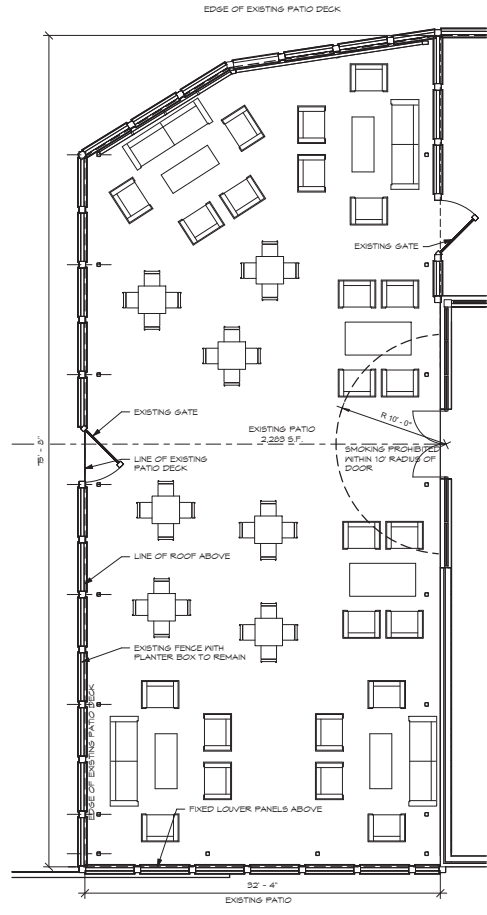 EDGE OF EXISTING PATIO DECK
EXISTING GATE
EXISTING GATE
R 10' - 0"
EXISTING PATIO
2,283 S.F.
SMOKING PROHIBITED
WITHIN 10' RADIUS OF
DOOR
LINE OF EXISTING
PATIO DECK
LINE OF ROOF ABOVE
EXISTING FENCE WITH
PLANTER BOX TO REMAIN
EDGE OF EXISTING PATIO DECK
FIXED LOUVER PANELS ABOVE
32' - 4"
EXISTING PATIO